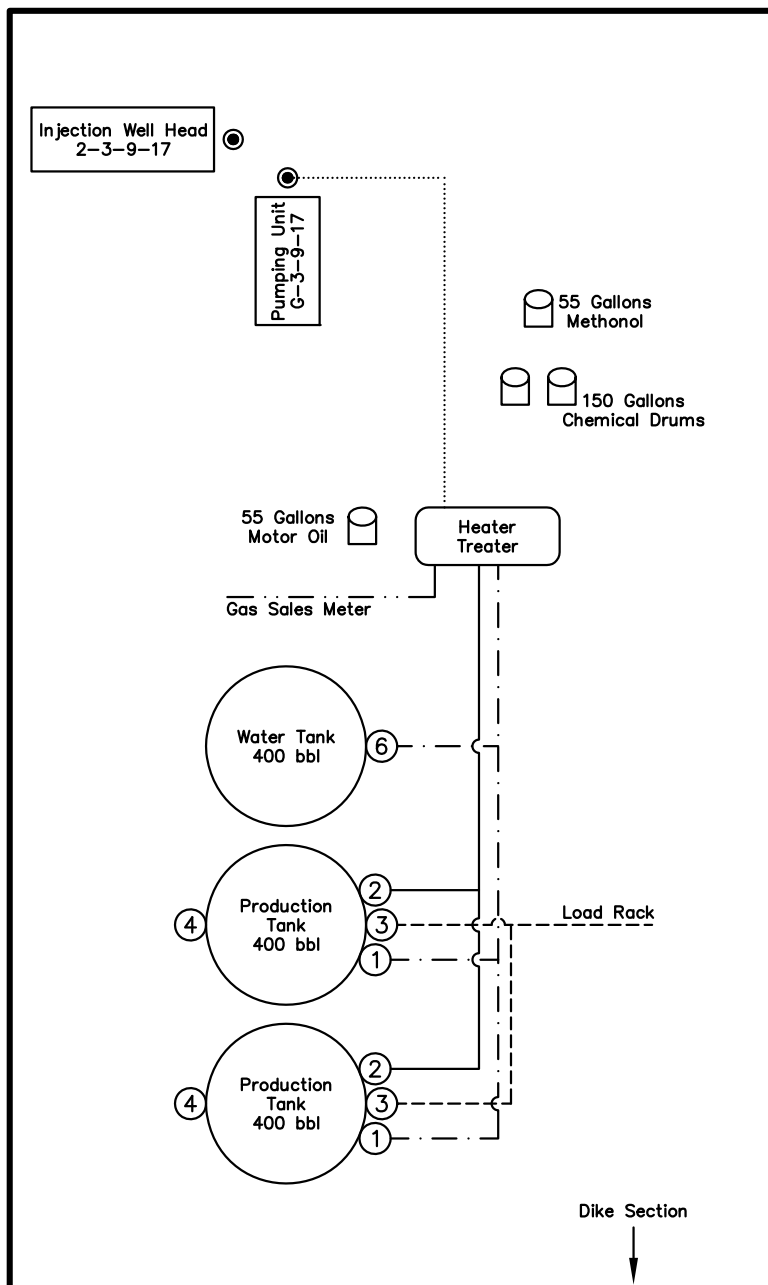 Injection Well Head
2-3-9-17
Pumping Unit
G-3-9-17
55 Gallons
Methonol
150 Gallons
Chemical Drums
55 Gallons
Motor Oil
Heater
Treater
Gas Sales Meter
Water Tank
400 bbl
6
Production
Tank
400 bbl
4
2
3
1
Load Rack
Production
Tank
400 bbl
4
2
3
1
Dike Section